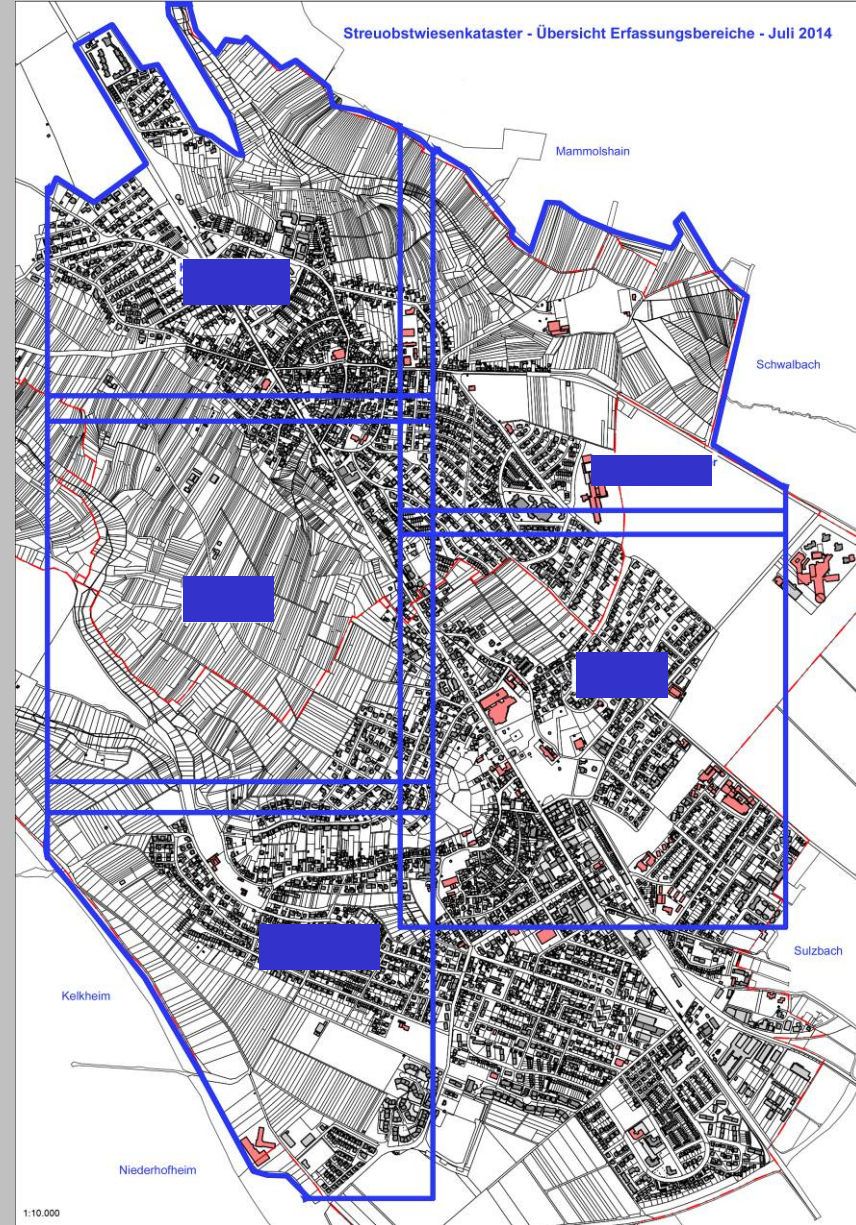 Streuobstwiesenkataster - Übersicht Erfassungsbereiche - Juli 2014
Mammolshain
Schwalbach
Sulzbach
Kelkheim
Niederhofheim
1:10.000